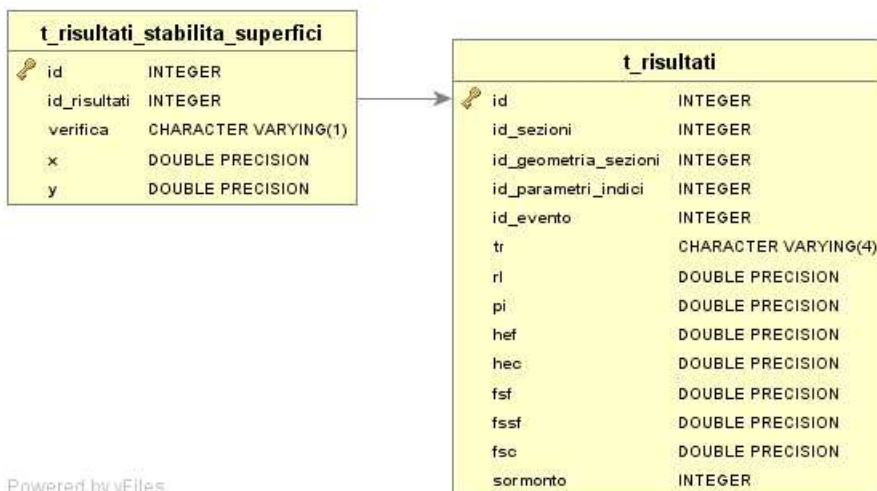 t_risultati_stabilita_superfici
id INTEGER
id_risultati INTEGER
verifica CHARACTER VARYING(1)
x DOUBLE PRECISION
y DOUBLE PRECISION
t_risultati
id INTEGER
id_sezioni INTEGER
id_geometria_sezioni INTEGER
id_parametri_indici INTEGER
id_evento INTEGER
tr CHARACTER VARYING(4)
rl DOUBLE PRECISION
pi DOUBLE PRECISION
hef DOUBLE PRECISION
hec DOUBLE PRECISION
fsf DOUBLE PRECISION
fssf DOUBLE PRECISION
fsc DOUBLE PRECISION
sormonto INTEGER
Powered by yFiles